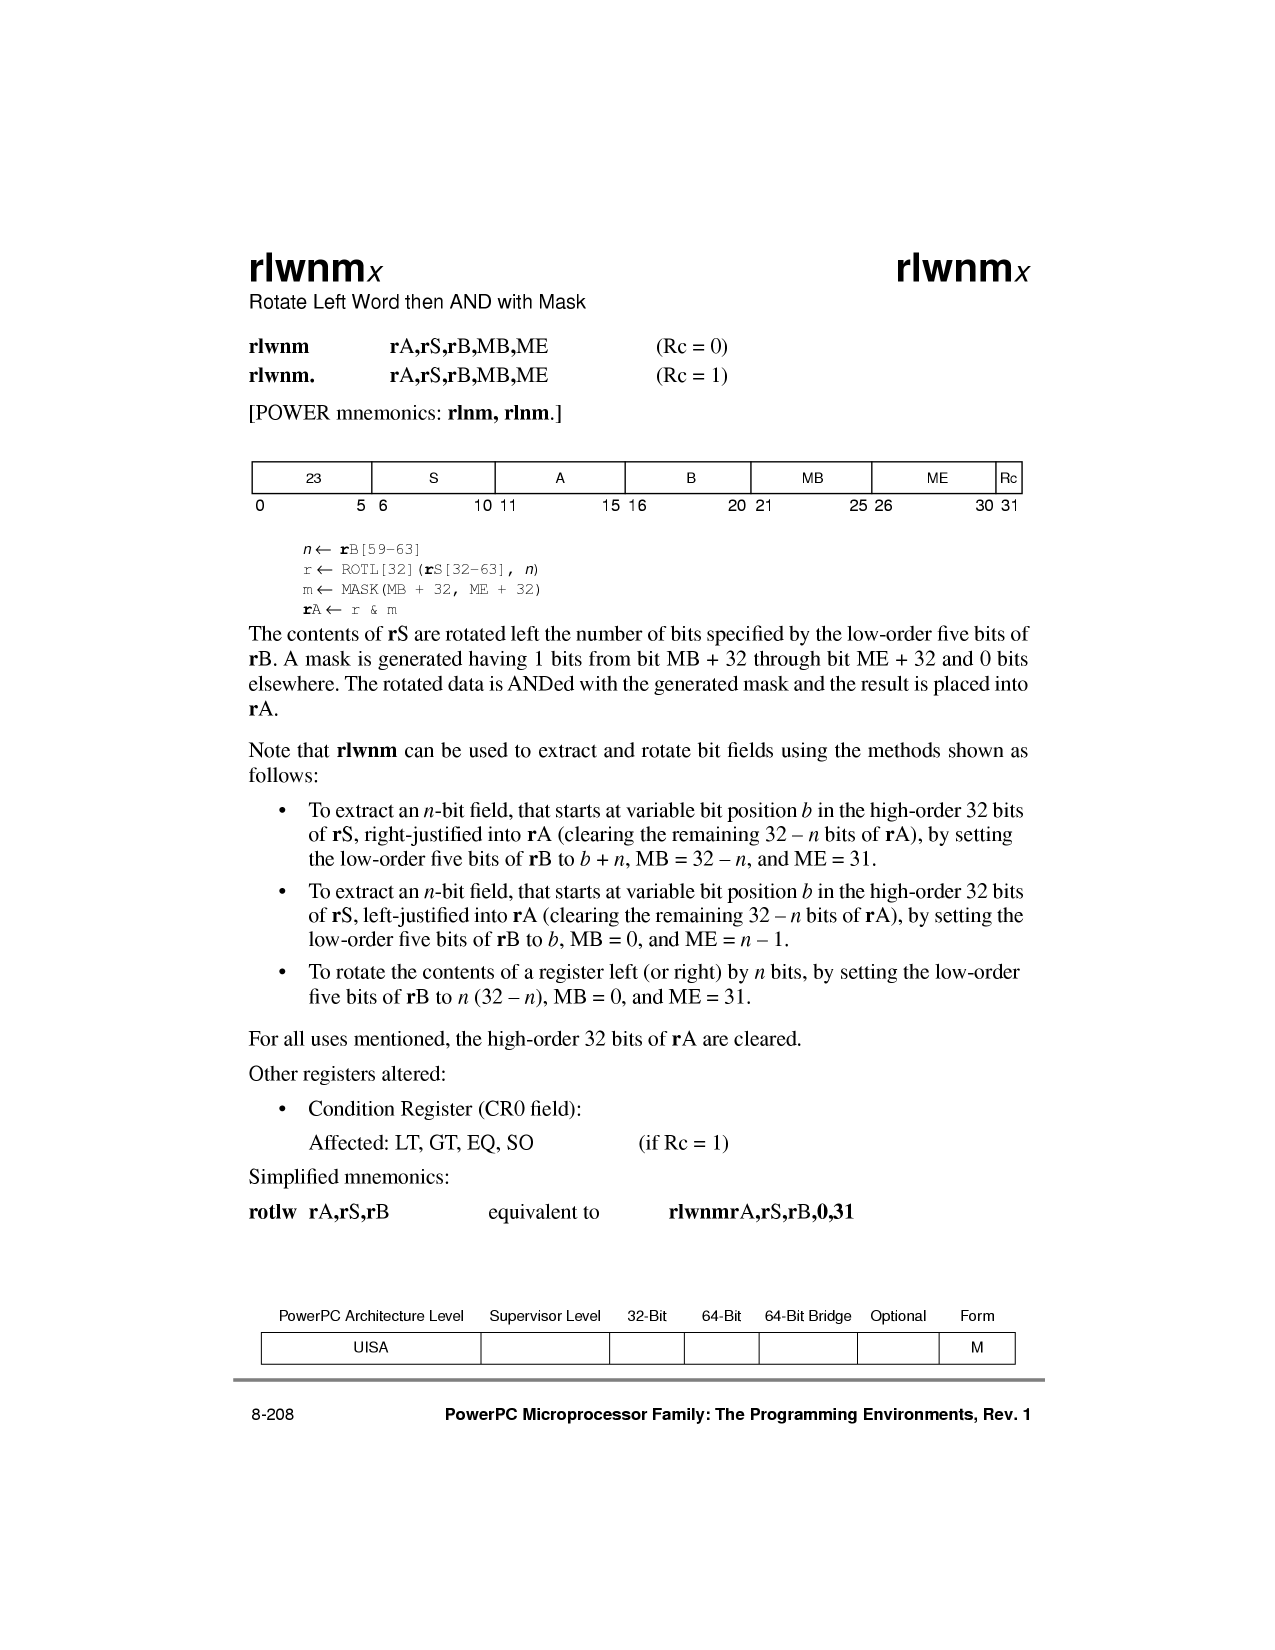 rlwnmx rlwnmx
Rotate Left Word then AND with Mask
rlwnm rA,rS,rB,MB,ME (Rc = 0)
rlwnm. rA,rS,rB,MB,ME (Rc = 1)
[POWER mnemonics: rlnm, rlnm.]
23 S A B MB ME Rc
0 5 6 10 11 15 16 20 21 25 26 30 31
n ← rB[59–63]
r ← ROTL[32](rS[32–63], n)
m ← MASK(MB + 32, ME + 32)
rA ← r & m
The contents of rS are rotated left the number of bits specified by the low-order five bits of
rB. A mask is generated having 1 bits from bit MB + 32 through bit ME + 32 and 0 bits
elsewhere. The rotated data is ANDed with the generated mask and the result is placed into
rA.
Note that rlwnm can be used to extract and rotate bit fields using the methods shown as
follows:
• To extract an n-bit field, that starts at variable bit position b in the high-order 32 bits
of rS, right-justified into rA (clearing the remaining 32 – n bits of rA), by setting
the low-order five bits of rB to b + n, MB = 32 – n, and ME = 31.
• To extract an n-bit field, that starts at variable bit position b in the high-order 32 bits
of rS, left-justified into rA (clearing the remaining 32 – n bits of rA), by setting the
low-order five bits of rB to b, MB = 0, and ME = n – 1.
• To rotate the contents of a register left (or right) by n bits, by setting the low-order
five bits of rB to n (32 – n), MB = 0, and ME = 31.
For all uses mentioned, the high-order 32 bits of rA are cleared.
Other registers altered:
• Condition Register (CR0 field):
Affected: LT, GT, EQ, SO (if Rc = 1)
Simplified mnemonics:
rotlw rA,rS,rB equivalent to rlwnmrA,rS,rB,0,31
PowerPC Architecture Level Supervisor Level 32-Bit 64-Bit 64-Bit Bridge Optional Form
UISA M
8-208 PowerPC Microprocessor Family: The Programming Environments, Rev. 1